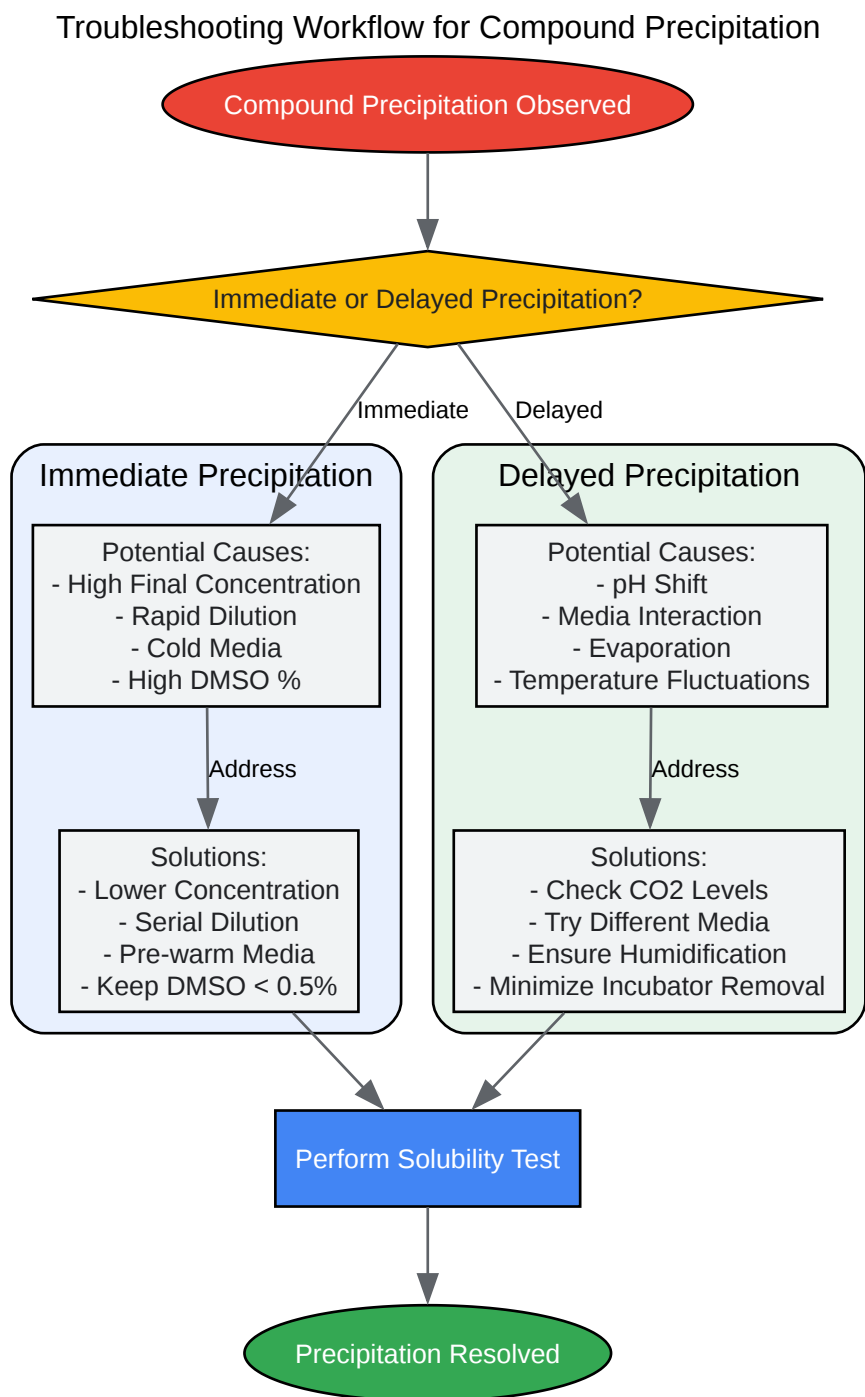 Troubleshooting Workflow for Compound Precipitation
Compound Precipitation Observed
Immediate or Delayed Precipitation?
Immediate
Delayed
Immediate Precipitation
Potential Causes:
- High Final Concentration
- Rapid Dilution
- Cold Media
- High DMSO %
Address
Solutions:
- Lower Concentration
- Serial Dilution
- Pre-warm Media
- Keep DMSO < 0.5%
Delayed Precipitation
Potential Causes:
- pH Shift
- Media Interaction
- Evaporation
- Temperature Fluctuations
Address
Solutions:
- Check CO2 Levels
- Try Different Media
- Ensure Humidification
- Minimize Incubator Removal
Perform Solubility Test
Precipitation Resolved